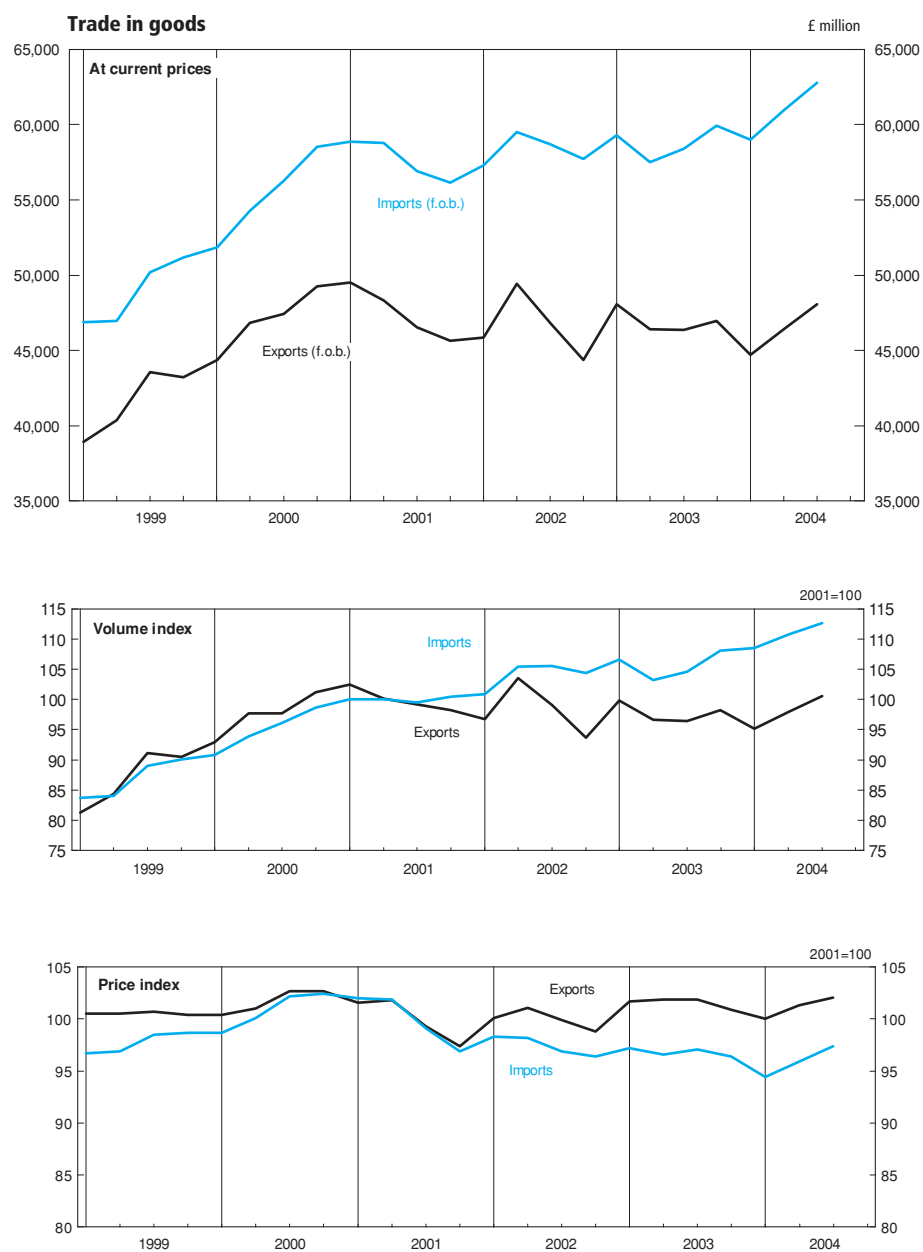 Trade in goods
£ million
At current prices
65,000 65,000
60,000 60,000
55,000 55,000
Imports (f.o.b.)
50,000 50,000
45,000 45,000
Exports (f.o.b.)
40,000 40,000
35,000 35,000
1999 2000 2001 2002 2003 2004
2001=100
115 115
Volume index
110 110
Imports
105 105
100 100
95 95
Exports
90 90
85 85
80 80
75 75
1999 2000 2001 2002 2003 2004
2001=100
105 105
Price index
Exports
100 100
95 95
Imports
90 90
85 85
80 80
1999 2000 2001 2002 2003 2004